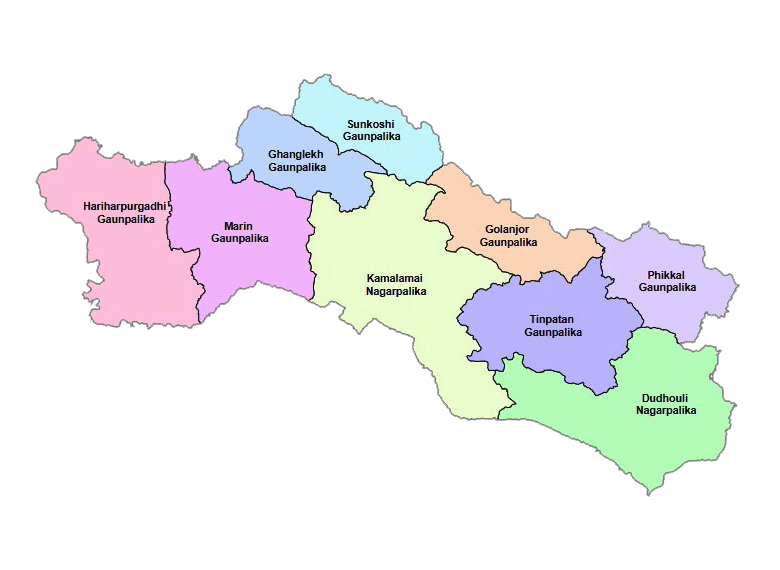 Sunkoshi
Gaunpalika
Ghanglekh
Gaunpalika
Hariharpurgadhi
Gaunpalika
Marin
Gaunpalika
Golanjor
Gaunpalika
Kamalamai
Nagarpalika
Phikkal
Gaunpalika
Tinpatan
Gaunpalika
Dudhouli
Nagarpalika